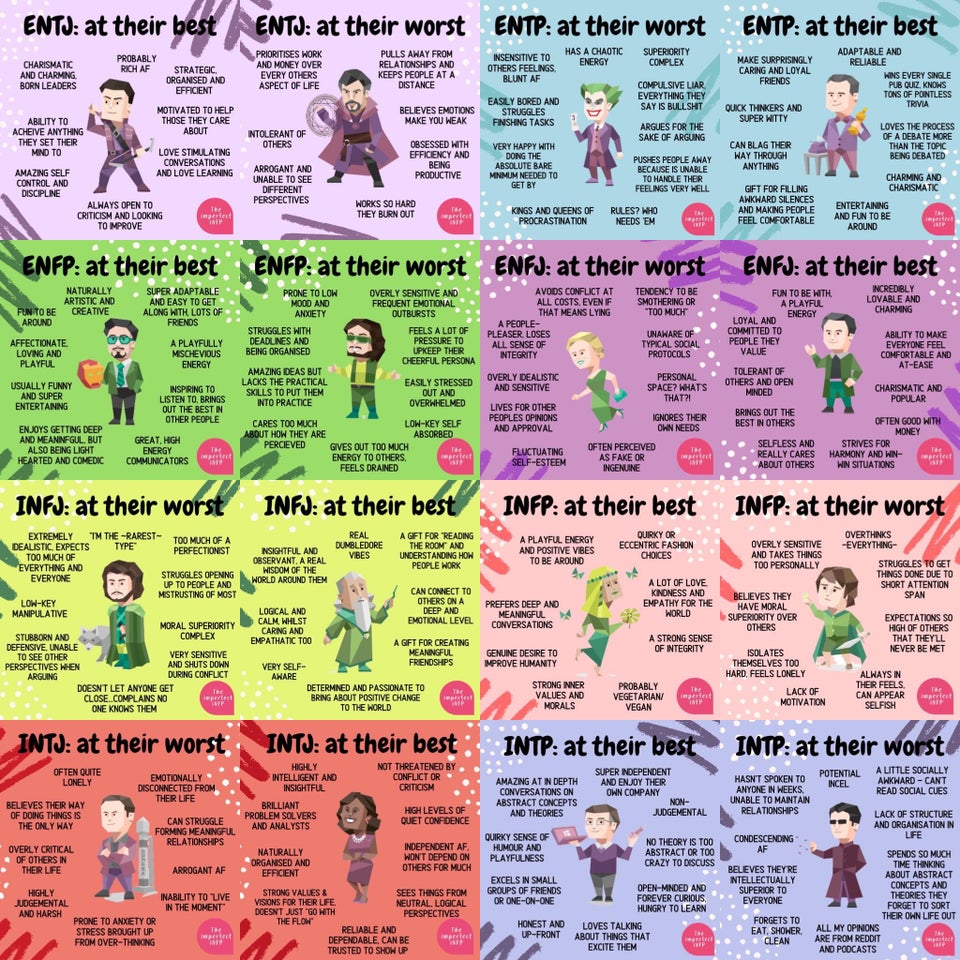 ENTJ: at their best
CHARISMATIC
AND CHARMING,
BORN LEADERS
PROBABLY
RICH AF
STRATEGIC,
ORGANISED AND
EFFICIENT
MOTIVATED TO HELP
THOSE THEY CARE
ABOUT
ABILITY TO
ACHEIVE ANYTHING
THEY SET THEIR
MIND TO
LOVE STIMULATING
CONVERSATIONS
AND LOVE LEARNING
AMAZING SELF
CONTROL AND
DISCIPLINE
ALWAYS OPEN TO
CRITICISM AND LOOKING
TO IMPROVE
The
imperfect
INFP
ENTJ: at their worst
PRIORITISES WORK
AND MONEY OVER
EVERY OTHERS
ASPECT OF LIFE
PULLS AWAY FROM
RELATIONSHIPS AND
KEEPS PEOPLE AT A
DISTANCE
BELIEVES EMOTIONS
MAKE YOU WEAK
INTOLERANT OF
OTHERS
OBSESSED WITH
EFFICIENCY AND
BEING
PRODUCTIVE
ARROGANT AND
UNABLE TO SEE
DIFFERENT
PERSPECTIVES
WORKS SO HARD
THEY BURN OUT
The
imperfect
INFP
ENTP: at their worst
INSENSITIVE TO
OTHERS FEELINGS,
BLUNT AF
HAS A CHAOTIC
ENERGY
SUPERIORITY
COMPLEX
COMPULSIVE LIAR,
EVERYTHING THEY
SAY IS BULLSHIT
EASILY BORED AND
STRUGGLES
FINISHING TASKS
ARGUES FOR THE
SAKE OF ARGUING
VERY HAPPY WITH
DOING THE
ABSOLUTE BARE
MINIMUM NEEDED TO
GET BY
PUSHES PEOPLE AWAY
BECAUSE IS UNABLE
TO HANDLE THEIR
FEELINGS VERY WELL
KINGS AND QUEENS OF
PROCRASTINATION
RULES? WHO
NEEDS 'EM
The
imperfect
INFP
ENTP: at their best
MAKE SURPRISINGLY
CARING AND LOYAL
FRIENDS
ADAPTABLE AND
RELIABLE
WINS EVERY SINGLE
PUB QUIZ, KNOWS
TONS OF POINTLESS
TRIVIA
QUICK THINKERS AND
SUPER WITTY
LOVES THE PROCESS
OF A DEBATE MORE
THAN THE TOPIC
BEING DEBATED
CAN BLAG THEIR
WAY THROUGH
ANYTHING
CHARMING AND
CHARISMATIC
GIFT FOR FILLING
AWKWARD SILENCES
AND MAKING PEOPLE
FEEL COMFORTABLE
ENTERTAINING
AND FUN TO BE
AROUND
The
imperfect
INFP
ENFP: at their best
NATURALLY
ARTISTIC AND
CREATIVE
SUPER ADAPTABLE
AND EASY TO GET
ALONG WITH, LOTS OF
FRIENDS
FUN TO BE
AROUND
AFFECTIONATE,
LOVING AND
PLAYFUL
A PLAYFULLY
MISCHEVIOUS
ENERGY
USUALLY FUNNY
AND SUPER
ENTERTAINING
INSPIRING TO
LISTEN TO, BRINGS
OUT THE BEST IN
OTHER PEOPLE
ENJOYS GETTING DEEP
AND MEANINFGUL, BUT
ALSO BEING LIGHT
HEARTED AND COMEDIC
GREAT, HIGH
ENERGY
COMMUNICATORS
The
imperfect
INFP
ENFP: at their worst
PRONE TO LOW
MOOD AND
ANXIETY
OVERLY SENSITIVE AND
FREQUENT EMOTIONAL
OUTBURSTS
STRUGGLES WITH
DEADLINES AND
BEING ORGANISED
FEELS A LOT OF
PRESSURE TO
UPKEEP THEIR
CHEERFUL PERSONA
AMAZING IDEAS BUT
LACKS THE PRACTICAL
SKILLS TO PUT THEM
INTO PRACTICE
EASILY STRESSED
OUT AND
OVERWHELMED
CARES TOO MUCH
ABOUT HOW THEY ARE
PERCIEVED
LOW-KEY SELF
ABSORBED
GIVES OUT TOO MUCH
ENERGY TO OTHERS,
FEELS DRAINED
The
imperfect
INFP
ENFJ: at their worst
AVOIDS CONFLICT AT
ALL COSTS, EVEN IF
THAT MEANS LYING
TENDENCY TO BE
SMOTHERING OR
"TOO MUCH"
A PEOPLE-
PLEASER, LOSES
ALL SENSE OF
INTEGRITY
UNAWARE OF
TYPICAL SOCIAL
PROTOCOLS
OVERLY IDEALISTIC
AND SENSITIVE
PERSONAL
SPACE? WHAT'S
THAT?!
LIVES FOR OTHER
PEOPLES OPINIONS
AND APPROVAL
IGNORES THEIR
OWN NEEDS
FLUCTUATING
SELF-ESTEEM
OFTEN PERCEIVED
AS FAKE OR
INGENUINE
The
imperfect
INFP
ENFJ: at their best
FUN TO BE WITH,
A PLAYFUL
ENERGY
INCREDIBLY
LOVABLE AND
CHARMING
LOYAL AND
COMMITTED TO
PEOPLE THEY
VALUE
ABILITY TO MAKE
EVERYONE FEEL
COMFORTABLE AND
AT-EASE
TOLERANT OF
OTHERS AND OPEN
MINDED
CHARISMATIC AND
POPULAR
BRINGS OUT THE
BEST IN OTHERS
OFTEN GOOD WITH
MONEY
SELFLESS AND
REALLY CARES
ABOUT OTHERS
STRIVES FOR
HARMONY AND WIN-
WIN SITUATIONS
The
imperfect
INFP
INFJ: at their worst
EXTREMELY
IDEALISTIC, EXPECTS
TOO MUCH OF
EVERYTHING AND
EVERYONE
"I'M THE ~RAREST~
TYPE"
TOO MUCH OF A
PERFECTIONIST
STRUGGLES OPENING
UP TO PEOPLE AND
MISTRUSTING OF MOST
LOW-KEY
MANIPULATIVE
MORAL SUPERIORITY
COMPLEX
STUBBORN AND
DEFENSIVE, UNABLE
TO SEE OTHER
PERSPECTIVES WHEN
ARGUING
VERY SENSITIVE
AND SHUTS DOWN
DURING CONFLICT
DOESN'T LET ANYONE GET
CLOSE...COMPLAINS NO
ONE KNOWS THEM
The
imperfect
INFP
INFJ: at their best
INSIGHTFUL AND
OBSERVANT, A REAL
WISDOM OF THE
WORLD AROUND THEM
REAL
DUMBLEDORE
VIBES
A GIFT FOR "READING
THE ROOM" AND
UNDERSTANDING HOW
PEOPLE WORK
CAN CONNECT TO
OTHERS ON A
DEEP AND
EMOTIONAL LEVEL
LOGICAL AND
CALM, WHILST
CARING AND
EMPATHATIC TOO
A GIFT FOR CREATING
MEANINGFUL
FRIENDSHIPS
VERY SELF-
AWARE
DETERMINED AND PASSIONATE TO
BRING ABOUT POSITIVE CHANGE
TO THE WORLD
The
imperfect
INFP
INFP: at their best
A PLAYFUL ENERGY
AND POSITIVE VIBES
TO BE AROUND
QUIRKY OR
ECCENTRIC FASHION
CHOICES
PREFERS DEEP AND
MEANINGFUL
CONVERSATIONS
A LOT OF LOVE,
KINDNESS AND
EMPATHY FOR THE
WORLD
GENUINE DESIRE TO
IMPROVE HUMANITY
A STRONG SENSE
OF INTEGRITY
STRONG INNER
VALUES AND
MORALS
PROBABLY
VEGETARIAN/
VEGAN
The
imperfect
INFP
INFP: at their worst
OVERLY SENSITIVE
AND TAKES THINGS
TOO PERSONALLY
OVERTHINKS
~EVERYTHING~
STRUGGLES TO GET
THINGS DONE DUE TO
SHORT ATTENTION
SPAN
BELIEVES THEY
HAVE MORAL
SUPERIORITY OVER
OTHERS
EXPECTATIONS SO
HIGH OF OTHERS
THAT THEY'LL
NEVER BE MET
ISOLATES
THEMSELVES TOO
HARD, FEELS LONELY
LACK OF
MOTIVATION
ALWAYS IN
THEIR FEELS,
CAN APPEAR
SELFISH
The
imperfect
INFP
INTJ: at their worst
OFTEN QUITE
LONELY
EMOTIONALLY
DISCONNECTED FROM
THEIR LIFE
BELIEVES THEIR WAY
OF DOING THINGS IS
THE ONLY WAY
CAN STRUGGLE
FORMING MEANINGFUL
RELATIONSHIPS
OVERLY CRITICAL
OF OTHERS IN
THEIR LIFE
ARROGANT AF
HIGHLY
JUDGEMENTAL
AND HARSH
INABILITY TO "LIVE
IN THE MOMENT"
PRONE TO ANXIETY OR
STRESS BROUGHT UP
FROM OVER-THINKING
The
imperfect
INFP
INTJ: at their best
HIGHLY
INTELLIGENT AND
INSIGHTFUL
NOT THREATENED BY
CONFLICT OR
CRITICISM
BRILLIANT
PROBLEM SOLVERS
AND ANALYSTS
HIGH LEVELS OF
QUIET CONFIDENCE
NATURALLY
ORGANISED AND
EFFICIENT
INDEPENDENT AF,
WON'T DEPEND ON
OTHERS FOR MUCH
STRONG VALUES &
VISIONS FOR THEIR LIFE,
DOESN'T JUST "GO WITH
THE FLOW"
SEES THINGS FROM
NEUTRAL, LOGICAL
PERSPECTIVES
RELIABLE AND
DEPENDABLE, CAN BE
TRUSTED TO SHOW UP
The
imperfect
INFP
INTP: at their best
AMAZING AT IN DEPTH
CONVERSATIONS ON
ABSTRACT CONCEPTS
AND THEORIES
SUPER INDEPENDENT
AND ENJOY THEIR
OWN COMPANY
NON-
JUDGEMENTAL
QUIRKY SENSE OF
HUMOUR AND
PLAYFULNESS
NO THEORY IS TOO
ABSTRACT OR TOO
CRAZY TO DISCUSS
EXCELS IN SMALL
GROUPS OF FRIENDS
OR ONE-ON-ONE
OPEN-MINDED AND
FOREVER CURIOUS,
HUNGRY TO LEARN
HONEST AND
UP-FRONT
LOVES TALKING
ABOUT THINGS THAT
EXCITE THEM
The
imperfect
INFP
INTP: at their worst
HASN'T SPOKEN TO
ANYONE IN WEEKS,
UNABLE TO MAINTAIN
RELATIONSHIPS
POTENTIAL
INCEL
A LITTLE SOCIALLY
AWKWARD - CAN'T
READ SOCIAL CUES
LACK OF STRUCTURE
AND ORGANISATION IN
LIFE
CONDESCENDING
AF
SPENDS SO MUCH
TIME THINKING
ABOUT ABSTRACT
CONCEPTS AND
THEORIES THEY
FORGET TO SORT
THEIR OWN LIFE OUT
BELIEVES THEY'RE
INTELLECTUALLY
SUPERIOR TO
EVERYONE
FORGETS TO
EAT, SHOWER,
CLEAN
ALL MY OPINIONS
ARE FROM REDDIT
AND PODCASTS
The
imperfect
INFP